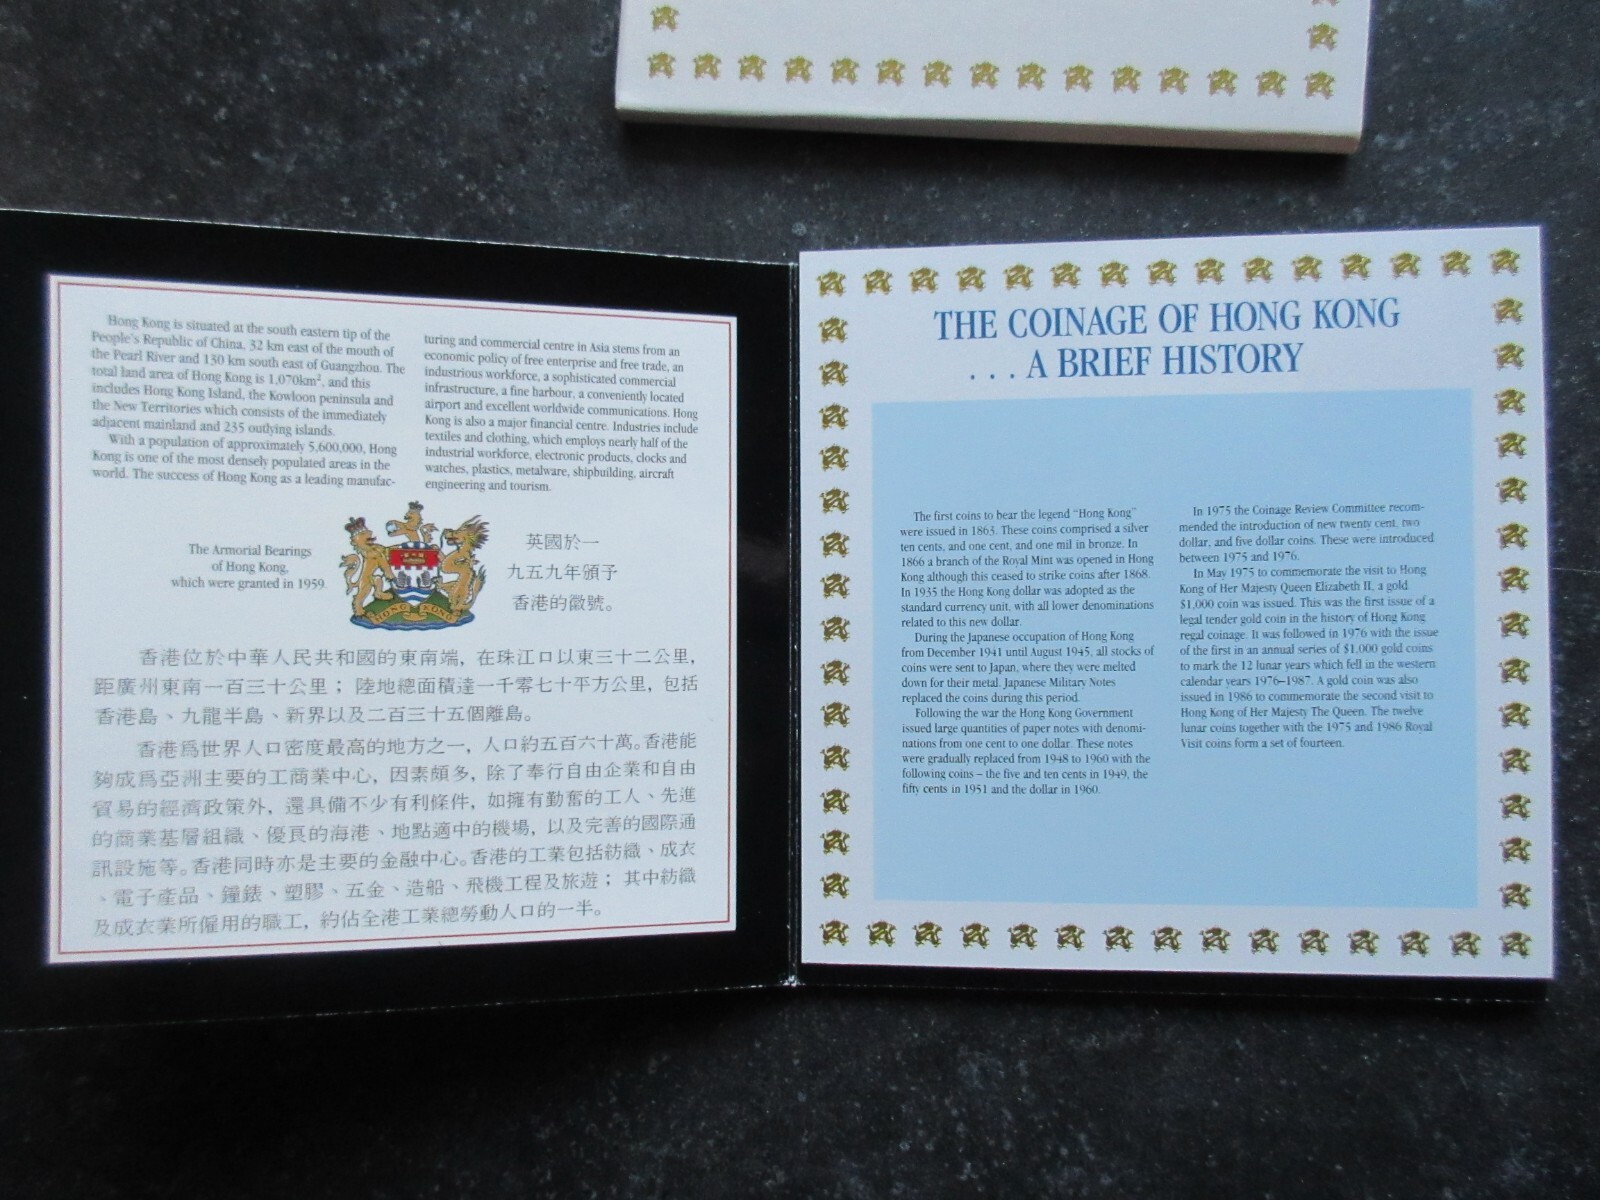 Hong Kong is situated at the south eastern tip of the
People's Republic of China, 32 km east of the mouth of
the Pearl River and 130 km south east of Guangzhou. The
total land area of Hong Kong is 1,070km², and this
includes Hong Kong Island, the Kowloon peninsula and
the New Territories which consists of the immediately
adjacent mainland and 235 outlying islands.
With a population of approximately 5,600,000, Hong
Kong is one of the most densely populated areas in the
world. The success of Hong Kong as a leading manufac-
turing and commercial centre in Asia stems from an
economic policy of free enterprise and free trade, an
industrious workforce, a sophisticated commercial
infrastructure, a fine harbour, a conveniently located
airport and excellent worldwide communications. Hong
Kong is also a major financial centre. Industries include
textiles and clothing, which employs nearly half of the
industrial workforce, electronic products, clocks and
watches, plastics, metalware, shipbuilding, aircraft
engineering and tourism.
The Armorial Bearings
of Hong Kong,
which were granted in 1959.
HONG KONG
英國於一
九五九年頒予
香港的徽號。
香港位於中華人民共和國的東南端，在珠江口以東三十二公里，
距廣州東南一百三十公里；陸地總面積達一千零七十平方公里，包括
香港島、九龍半島、新界以及二百三十五個離島。
香港爲世界人口密度最高的地方之一，人口約五百六十萬。香港能
夠成爲亞洲主要的工商業中心，因素頗多，除了奉行自由企業和自由
貿易的經濟政策外，還具備不少有利條件，如擁有勤奮的工人、先進
的商業基層組織、優良的海港、地點適中的機場，以及完善的國際通
訊設施等。香港同時亦是主要的金融中心。香港的工業包括紡織、成衣
、電子產品、鐘錶、塑膠、五金、造船、飛機工程及旅遊；其中紡織
及成衣業所僱用的職工，約佔全港工業總勞動人口的一半。
THE COINAGE OF HONG KONG
. . . A BRIEF HISTORY
The first coins to bear the legend "Hong Kong"
were issued in 1863. These coins comprised a silver
ten cents, and one cent, and one mil in bronze. In
1866 a branch of the Royal Mint was opened in Hong
Kong although this ceased to strike coins after 1868.
In 1935 the Hong Kong dollar was adopted as the
standard currency unit, with all lower denominations
related to this new dollar.
During the Japanese occupation of Hong Kong
from December 1941 until August 1945, all stocks of
coins were sent to Japan, where they were melted
down for their metal. Japanese Military Notes
replaced the coins during this period.
Following the war the Hong Kong Government
issued large quantities of paper notes with denomi-
nations from one cent to one dollar. These notes
were gradually replaced from 1948 to 1960 with the
following coins – the five and ten cents in 1949, the
fifty cents in 1951 and the dollar in 1960.
In 1975 the Coinage Review Committee recom-
mended the introduction of new twenty cent, two
dollar, and five dollar coins. These were introduced
between 1975 and 1976.
In May 1975 to commemorate the visit to Hong
Kong of Her Majesty Queen Elizabeth II, a gold
$1,000 coin was issued. This was the first issue of a
legal tender gold coin in the history of Hong Kong
regal coinage. It was followed in 1976 with the issue
of the first in an annual series of $1,000 gold coins
to mark the 12 lunar years which fell in the western
calendar years 1976–1987. A gold coin was also
issued in 1986 to commemorate the second visit to
Hong Kong of Her Majesty The Queen. The twelve
lunar coins together with the 1975 and 1986 Royal
Visit coins form a set of fourteen.